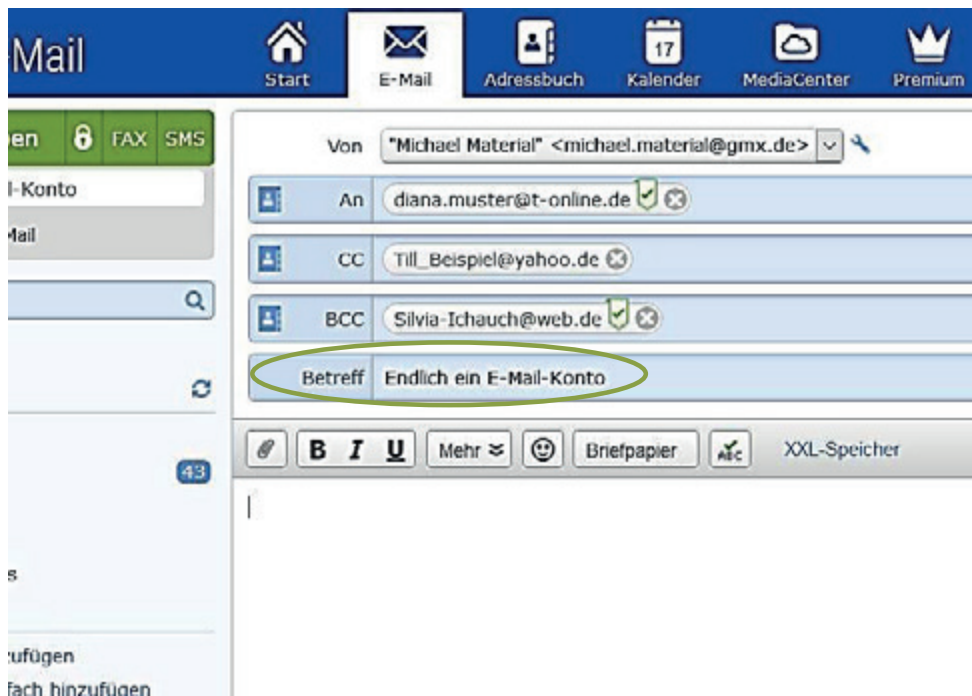 -Mail
Start E-Mail Adressbuch 17 Kalender MediaCenter Premium
en FAX SMS
l-Konto
Mail
43
s
zufügen
fach hinzufügen
Von "Michael Material" <michael.material@gmx.de>
An diana.muster@t-online.de
CC Till_Beispiel@yahoo.de
BCC Silvia-Ichauch@web.de
Betreff Endlich ein E-Mail-Konto
B I U Mehr Briefpapier ABC XXL-Speicher